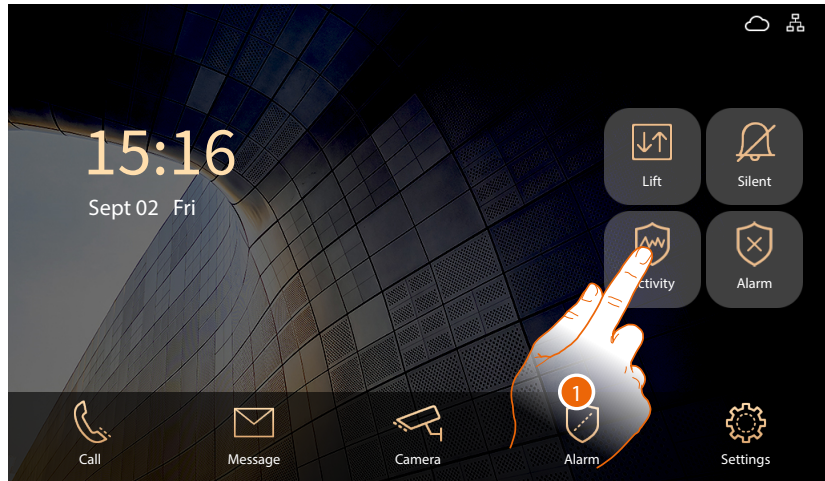 15:16
Sept 02 Fri
Lift
Silent
ctivity
Alarm
1
Call
Message
Camera
Alarm
Settings